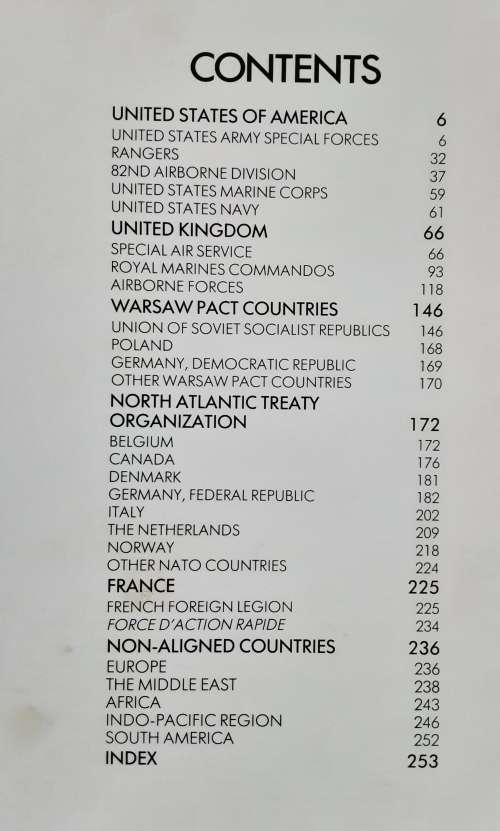 CONTENTS
UNITED STATES OF AMERICA 6
UNITED STATES ARMY SPECIAL FORCES 6
RANGERS 32
82ND AIRBORNE DIVISION 37
UNITED STATES MARINE CORPS 59
UNITED STATES NAVY 61
UNITED KINGDOM 66
SPECIAL AIR SERVICE 66
ROYAL MARINES COMMANDOS 93
AIRBORNE FORCES 118
WARSAW PACT COUNTRIES 146
UNION OF SOVIET SOCIALIST REPUBLICS 146
POLAND 168
GERMANY, DEMOCRATIC REPUBLIC 169
OTHER WARSAW PACT COUNTRIES 170
NORTH ATLANTIC TREATY
ORGANIZATION 172
BELGIUM 172
CANADA 176
DENMARK 181
GERMANY, FEDERAL REPUBLIC 182
ITALY 202
THE NETHERLANDS 209
NORWAY 218
OTHER NATO COUNTRIES 224
FRANCE 225
FRENCH FOREIGN LEGION 225
FORCE D'ACTION RAPIDE 234
NON-ALIGNED COUNTRIES 236
EUROPE 236
THE MIDDLE EAST 238
AFRICA 243
INDO-PACIFIC REGION 246
SOUTH AMERICA 252
INDEX 253